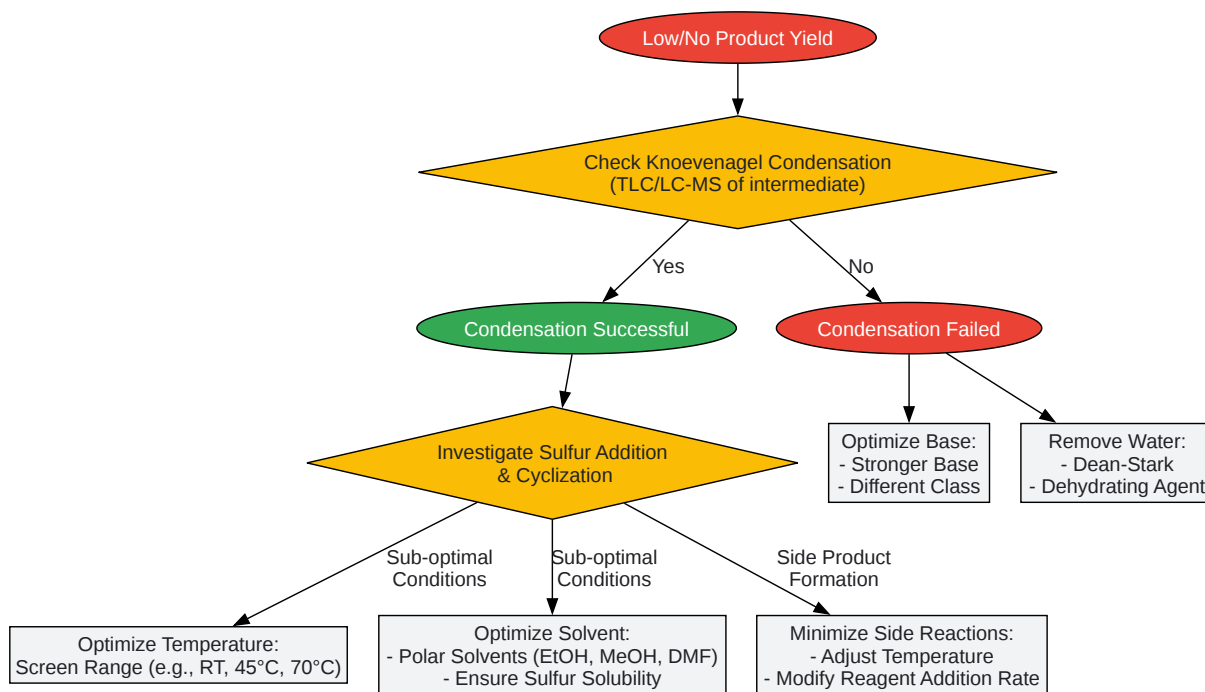 Low/No Product Yield
Check Knoevenagel Condensation
(TLC/LC-MS of intermediate)
Yes
No
Condensation Successful
Condensation Failed
Investigate Sulfur Addition
& Cyclization
Optimize Base:
- Stronger Base
- Different Class
Remove Water:
- Dean-Stark
- Dehydrating Agent
Sub-optimal
Conditions
Sub-optimal
Conditions
Side Product
Formation
Optimize Temperature:
Screen Range (e.g., RT, 45°C, 70°C)
Optimize Solvent:
- Polar Solvents (EtOH, MeOH, DMF)
- Ensure Sulfur Solubility
Minimize Side Reactions:
- Adjust Temperature
- Modify Reagent Addition Rate